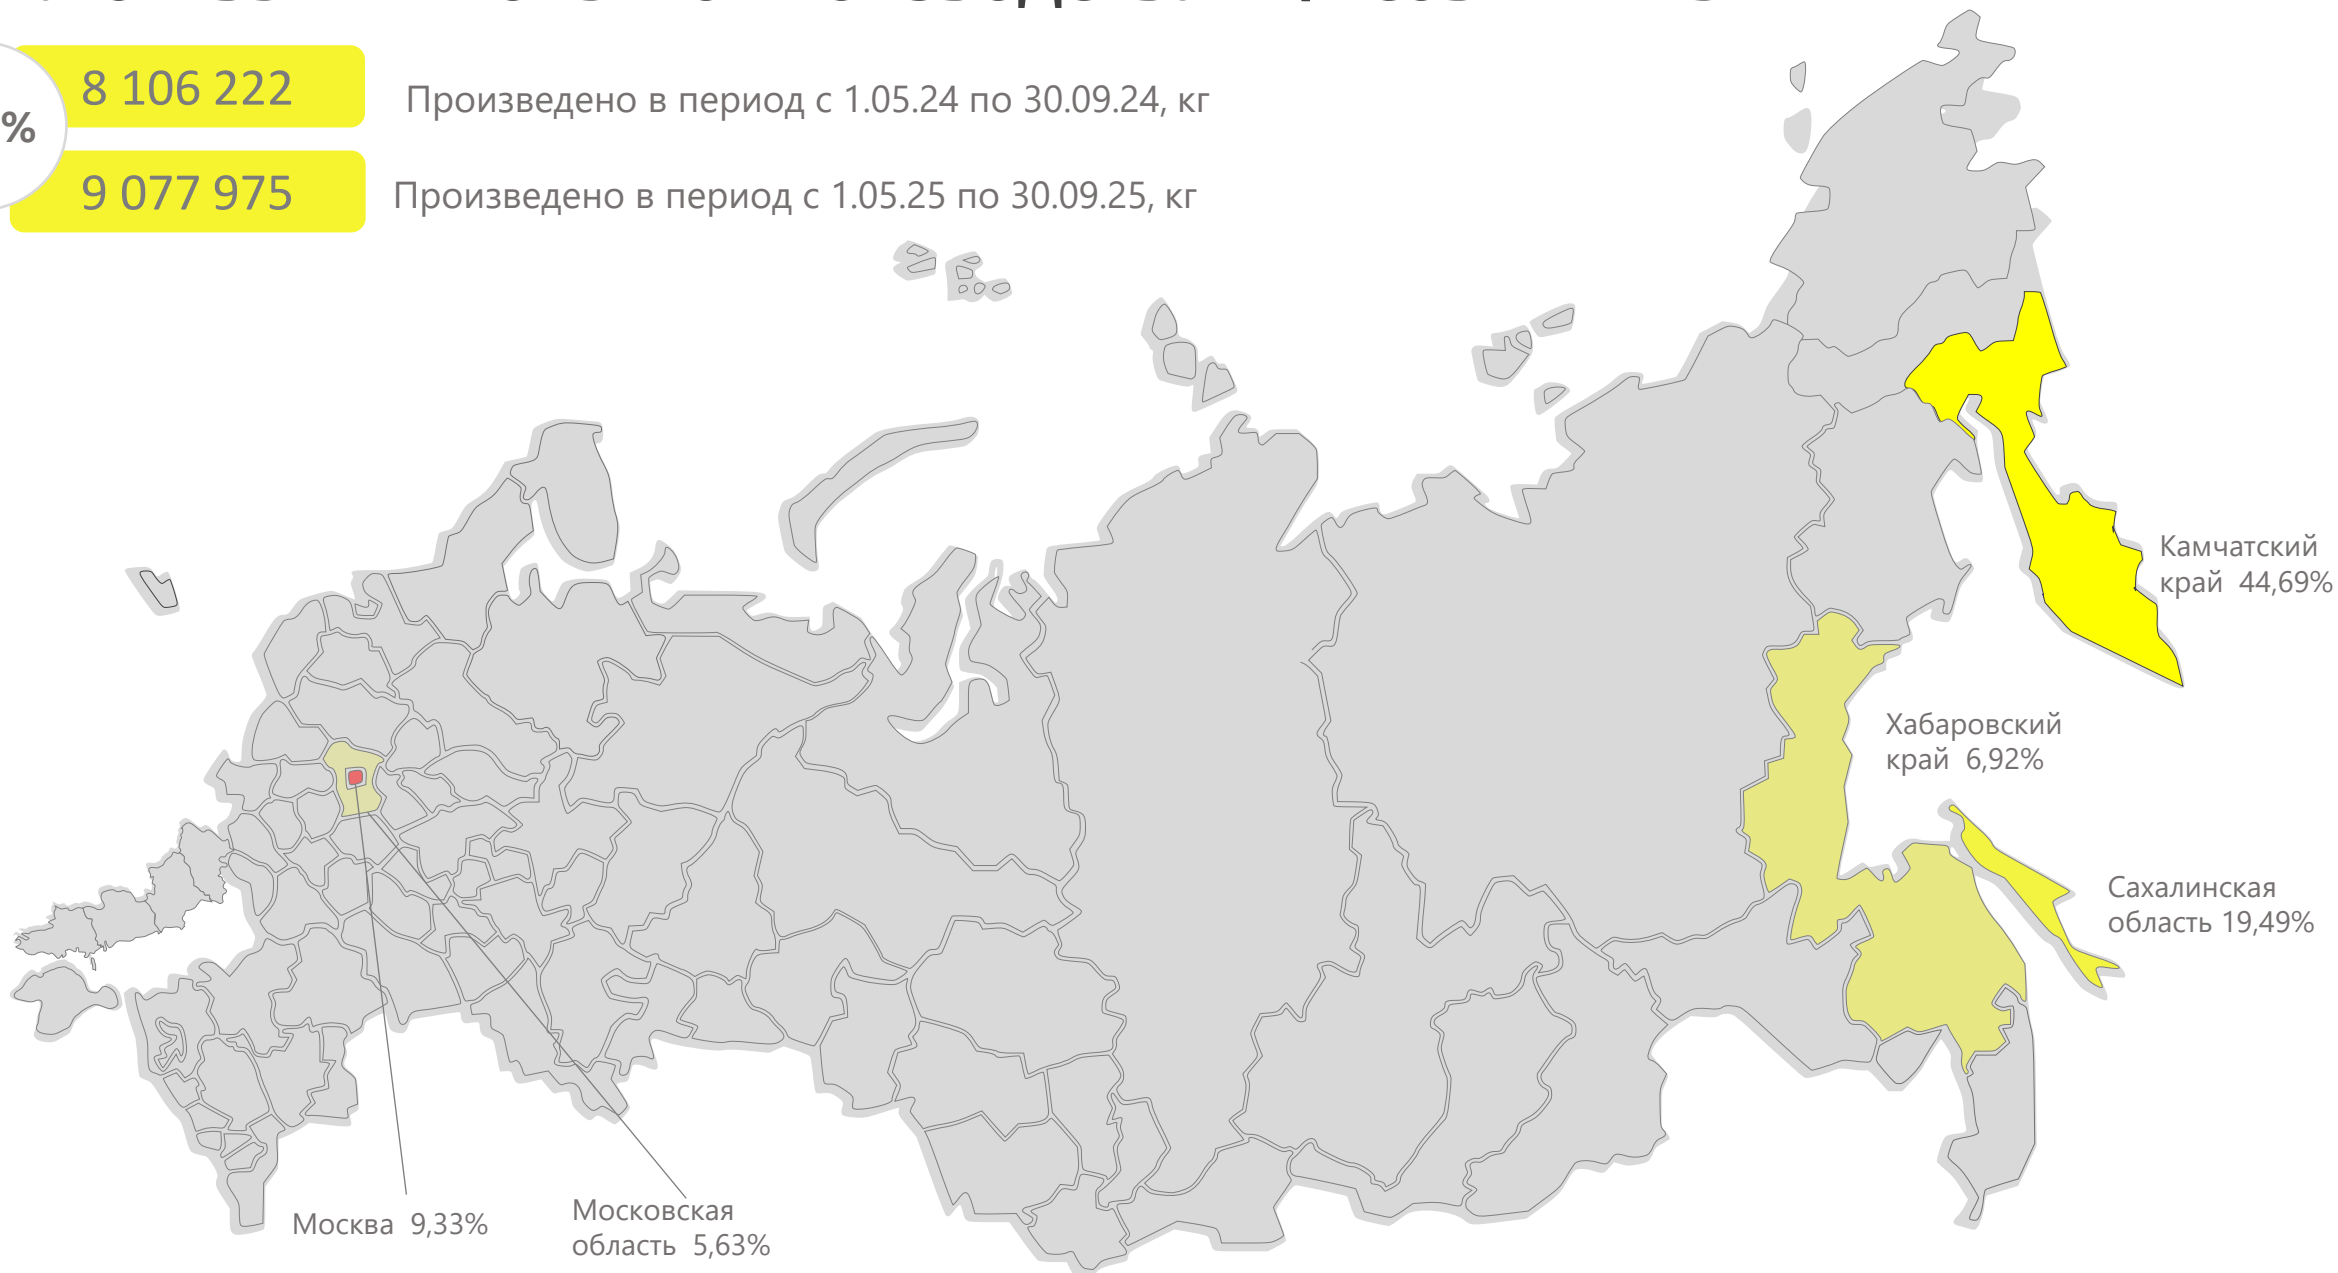 8 106 222
Произведено в период с 1.05.24 по 30.09.24, кг
%
9 077 975
Произведено в период с 1.05.25 по 30.09.25, кг
Камчатский
край 44,69%
Хабаровский
край 6,92%
Сахалинская
область 19,49%
Москва 9,33%
Московская
область 5,63%